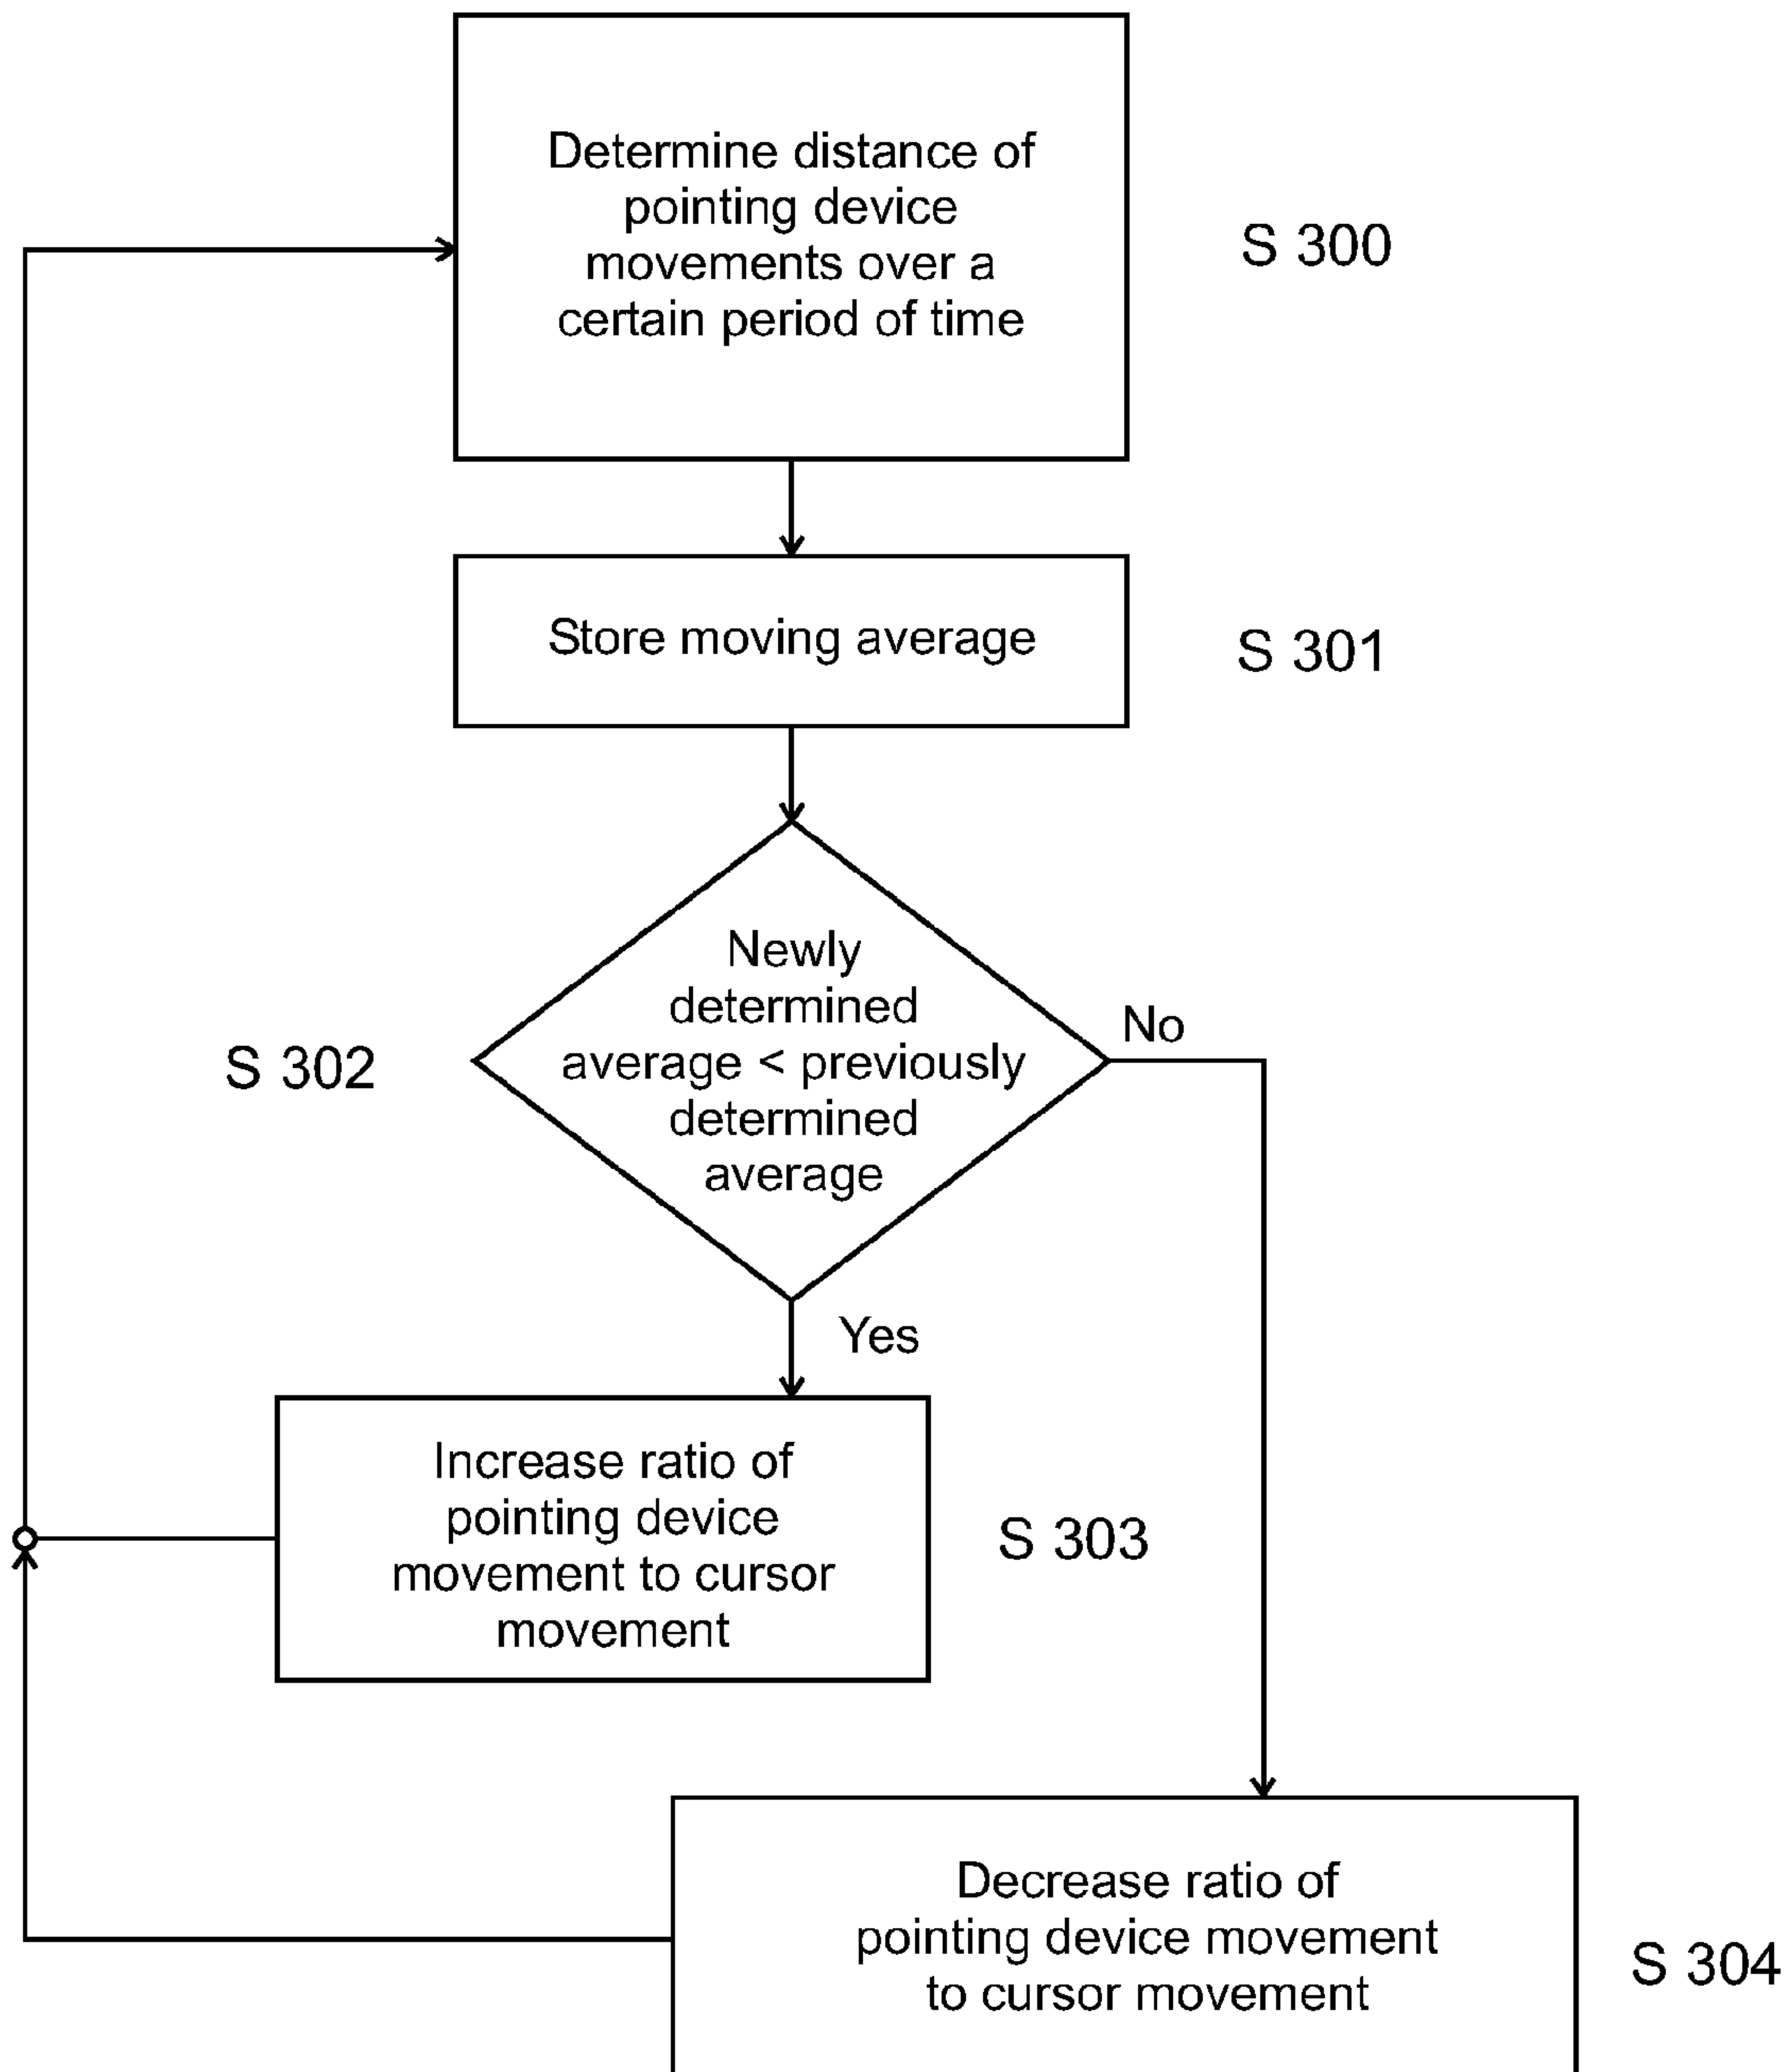 Determine distance of
pointing device
movements over a
certain period of time
S 300
Store moving average
S 301
Newly
determined
average < previously
determined
average
No
S 302
Yes
Increase ratio of
pointing device
movement to cursor
movement
S 303
Decrease ratio of
pointing device movement
to cursor movement
S 304